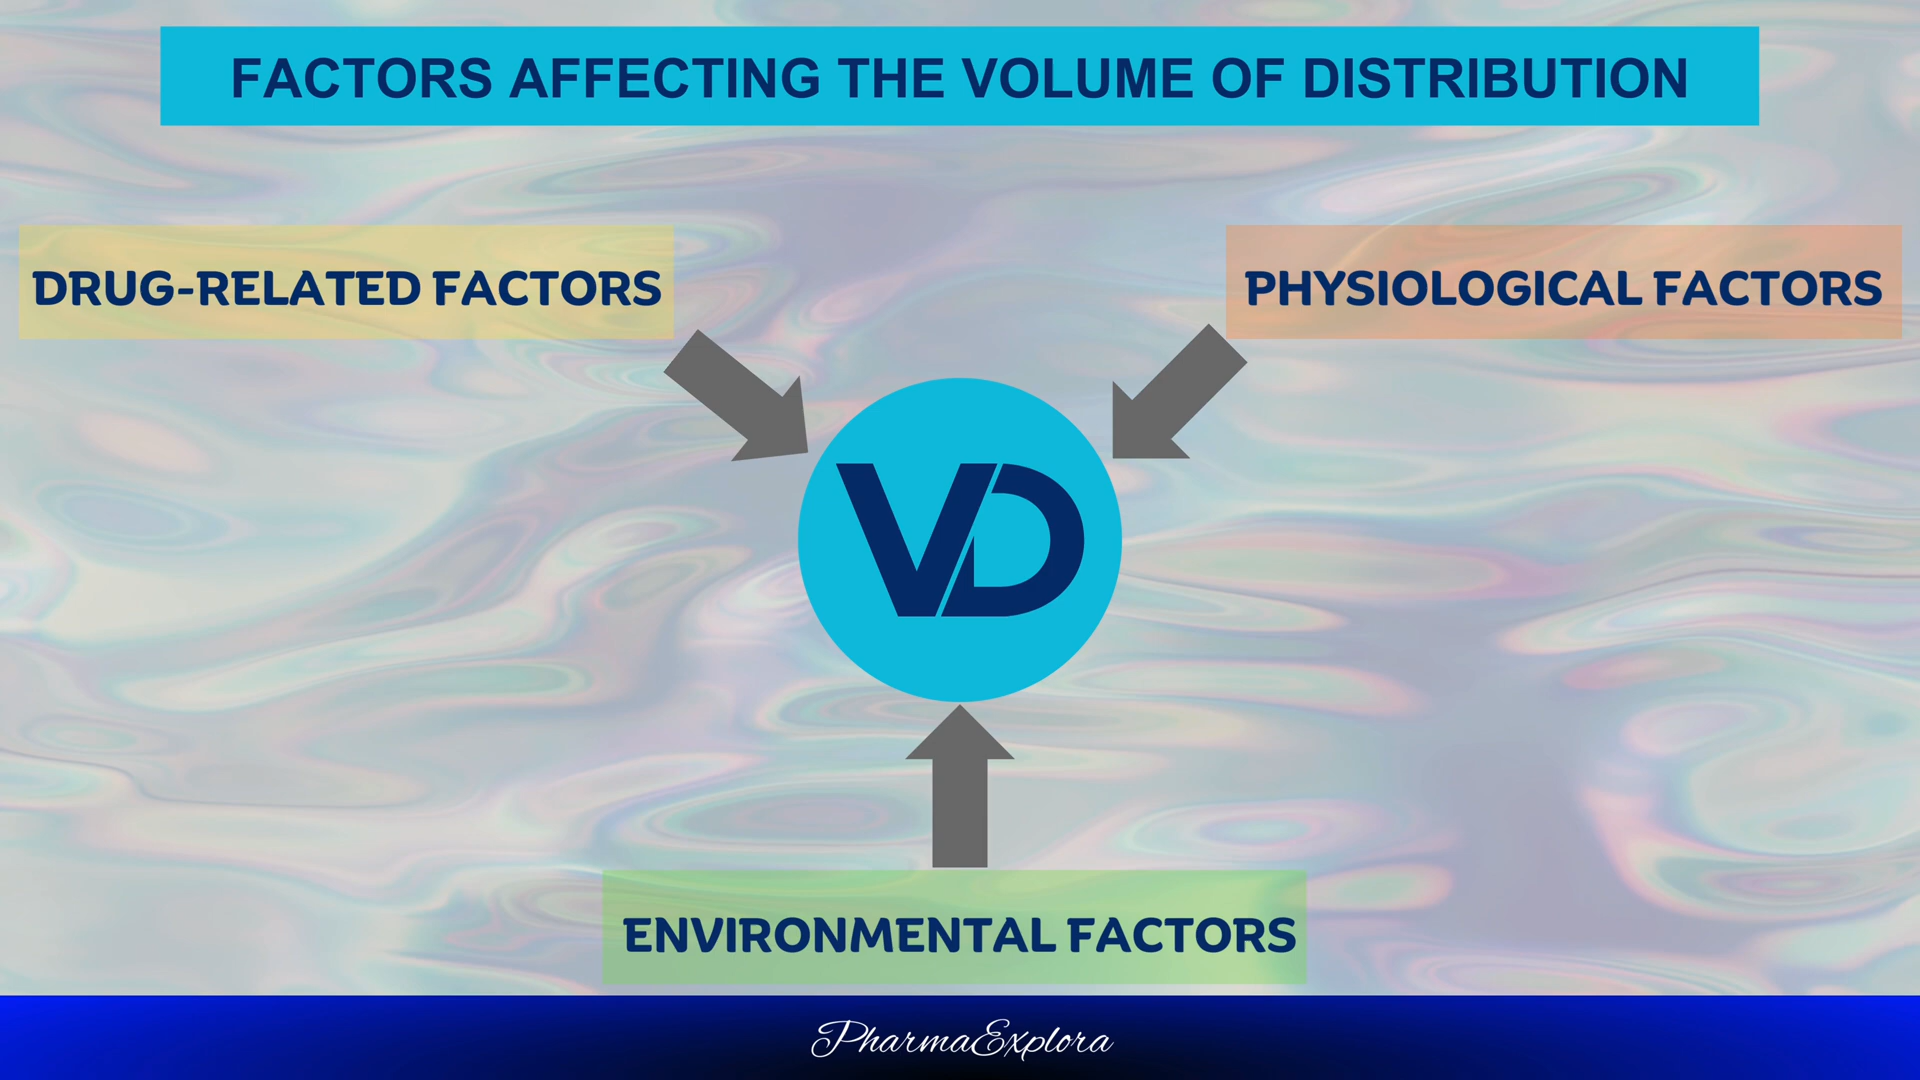 FACTORS AFFECTING THE VOLUME OF DISTRIBUTION
DRUG-RELATED FACTORS
PHYSIOLOGICAL FACTORS
VD
ENVIRONMENTAL FACTORS
PharmaExplora